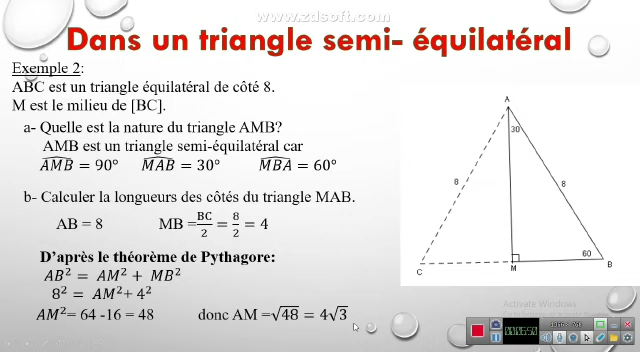 www.zdsoft.com
Dans un triangle semi- équilatéral
Exemple 2:
ABC est un triangle équilatéral de côté 8.
M est le milieu de [BC].
a- Quelle est la nature du triangle AMB?
AMB est un triangle semi-équilatéral car
AMB = 90° MAB = 30° MBA = 60°
b- Calculer la longueurs des côtés du triangle MAB.
AB = 8 MB =BC/2 = 8/2 = 4
D'après le théorème de Pythagore:
AB² = AM² + MB²
8² = AM²+ 4²
AM²= 64 -16 = 48 donc AM =√48 = 4√3
A
30
8
8
60
C
M
B
Activate Windows